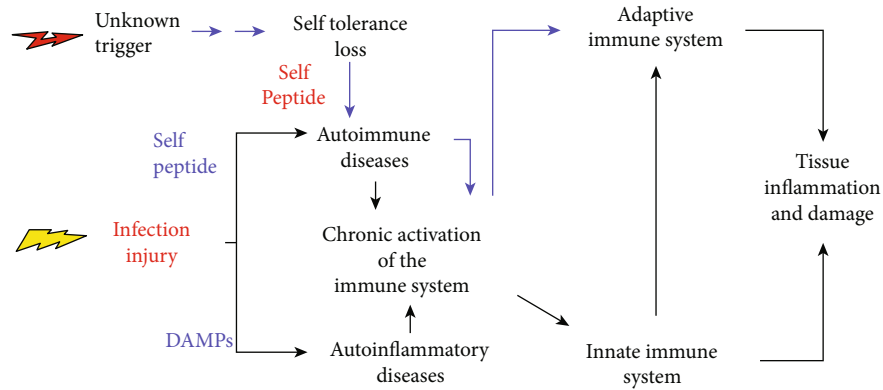 Unknown
trigger
Self tolerance
loss
Adaptive
immune system
Self
Peptide
Self
peptide
Autoimmune
diseases
Tissue
inflammation
and damage
Infection
injury
Chronic activation
of the
immune system
DAMPs
Autoinflammatory
diseases
Innate immune
system